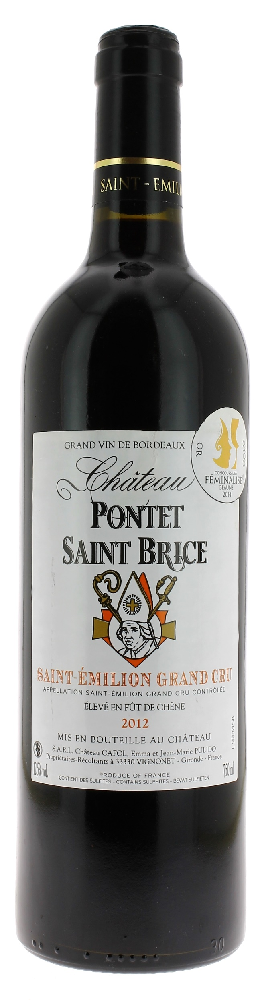 SAINT - EMILI
GRAND VIN DE BORDEAUX
Château
PONTET
SAINT BRICE
OR
GOLD
CONCOURS DES
FÉMINALISE®
BEAUNE
2014
SAINT-ÉMILION GRAND CRU
APPELLATION SAINT-ÉMILION GRAND CRU CONTRÔLÉE
ÉLEVÉ EN FÛT DE CHÊNE
2012
MIS EN BOUTEILLE AU CHÂTEAU
S.A.R.L. Château CAFOL, Emma et Jean-Marie PULIDO
Propriétaires-Récoltants à 33330 VIGNONET - Gironde - France
12,5% vol.
750 ml
PRODUCE OF FRANCE
CONTIENT DES SULFITES - CONTAINS SULPHITES - BEVAT SULFIETEN
L SGC12PSB
30